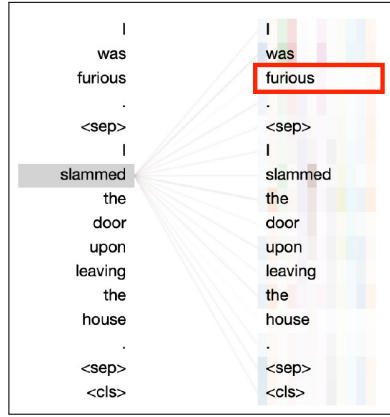 I I
was was
furious furious
. .
<sep> <sep>
I I
slammed slammed
the the
door door
upon upon
leaving leaving
the the
house house
. .
<sep> <sep>
<cls> <cls>